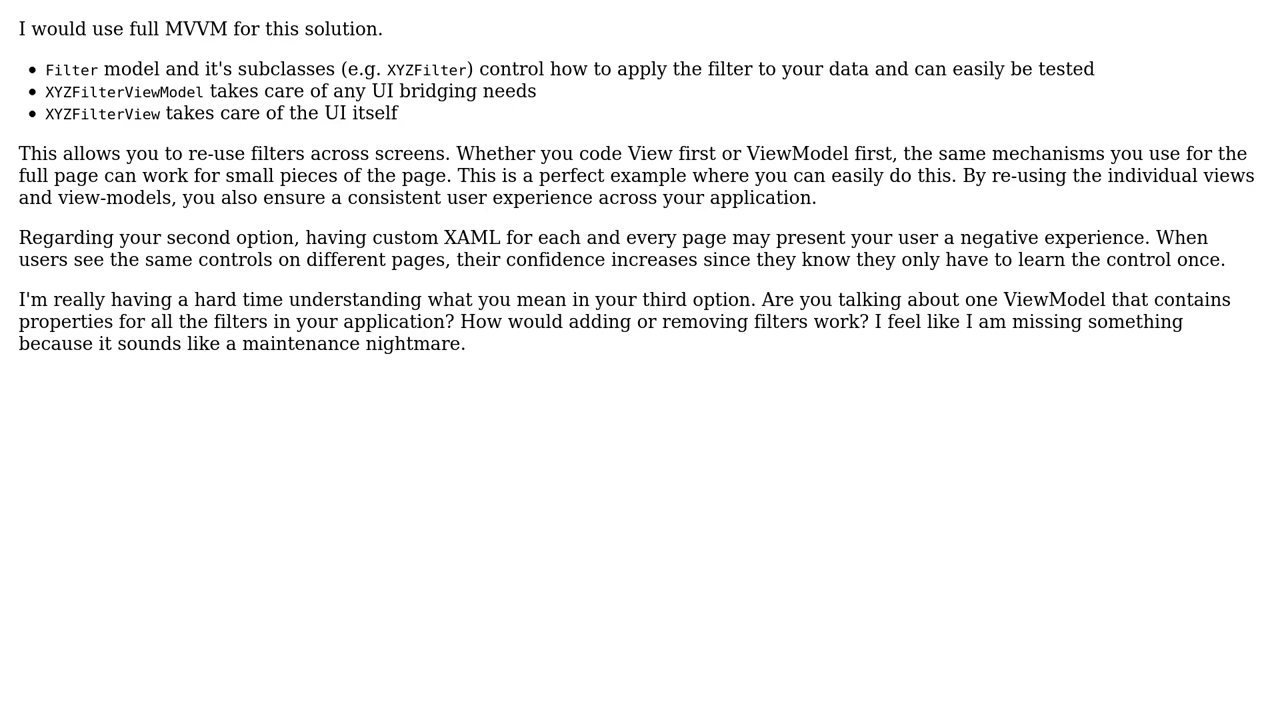 I would use full MVVM for this solution.
Filter model and it's subclasses (e.g. XYZFilter) control how to apply the filter to your data and can easily be tested
XYZFilterViewModel takes care of any UI bridging needs
XYZFilterView takes care of the UI itself
This allows you to re-use filters across screens. Whether you code View first or ViewModel first, the same mechanisms you use for the
full page can work for small pieces of the page. This is a perfect example where you can easily do this. By re-using the individual views
and view-models, you also ensure a consistent user experience across your application.
Regarding your second option, having custom XAML for each and every page may present your user a negative experience. When
users see the same controls on different pages, their confidence increases since they know they only have to learn the control once.
I'm really having a hard time understanding what you mean in your third option. Are you talking about one ViewModel that contains
properties for all the filters in your application? How would adding or removing filters work? I feel like I am missing something
because it sounds like a maintenance nightmare.